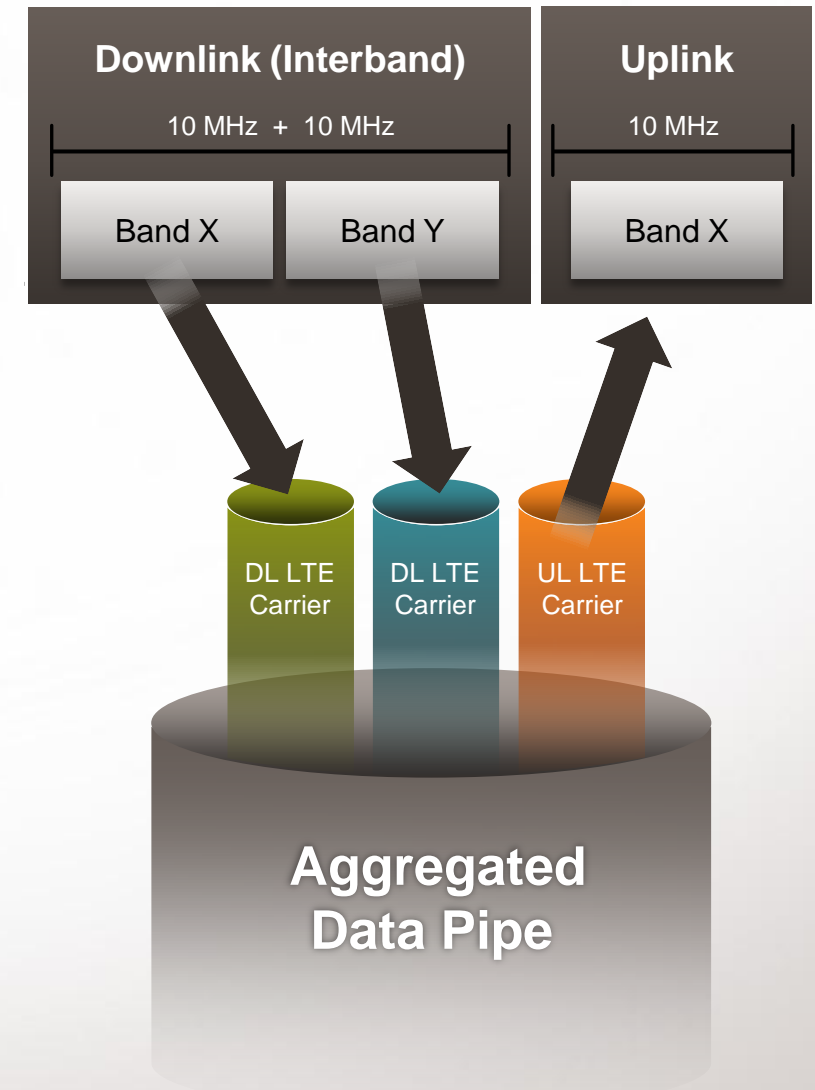 Downlink (Interband)
10 MHz + 10 MHz
Band X
Band Y
Uplink
10 MHz
Band X
DL LTE
Carrier
DL LTE
Carrier
UL LTE
Carrier
Aggregated
Data Pipe